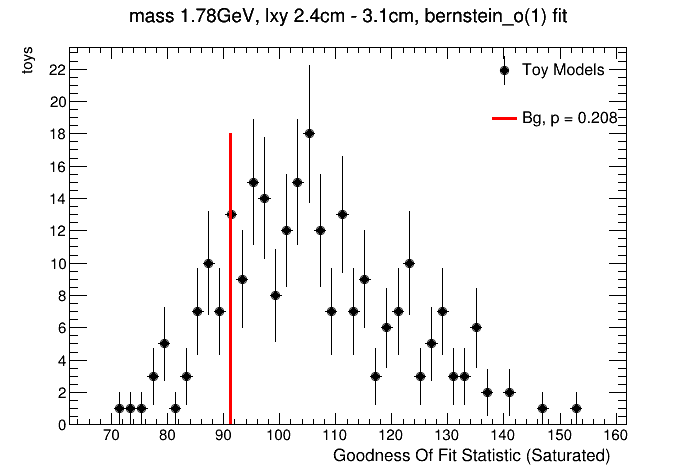 mass 1.78GeV, lxy 2.4cm - 3.1cm, bernstein_o(1) fit
toys
Toy Models
Bg, p = 0.208
22
20
18
16
14
12
10
8
6
4
2
0
70 80 90 100 110 120 130 140 150 160
Goodness Of Fit Statistic (Saturated)